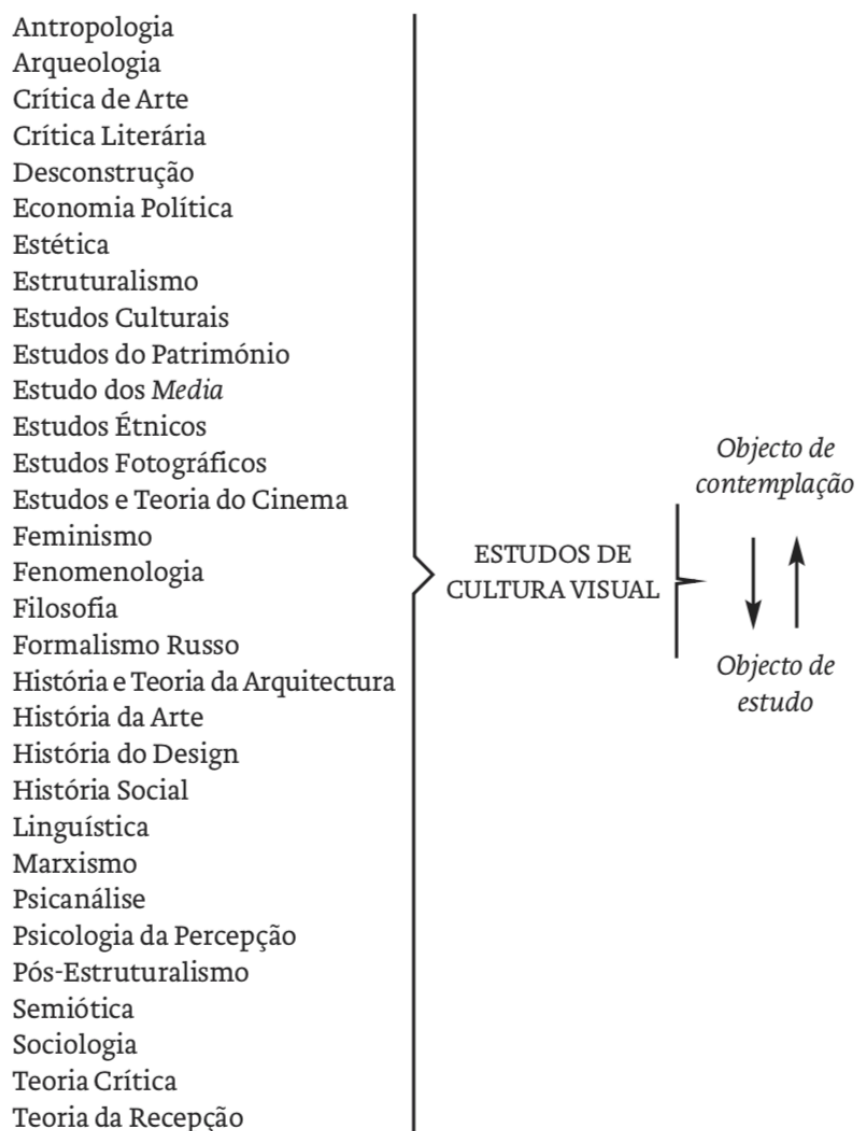 Antropologia
Arqueologia
Crítica de Arte
Crítica Literária
Desconstrução
Economia Política
Estética
Estruturalismo
Estudos Culturais
Estudos do Património
Estudo dos Media
Estudos Étnicos
Estudos Fotográficos
Estudos e Teoria do Cinema
Feminismo
Fenomenologia
Filosofia
Formalismo Russo
História e Teoria da Arquitectura
História da Arte
História do Design
História Social
Linguística
Marxismo
Psicanálise
Psicologia da Percepção
Pós-Estruturalismo
Semiótica
Sociologia
Teoria Crítica
Teoria da Recepção
ESTUDOS DE
CULTURA VISUAL
Objecto de
contemplação
Objecto de
estudo